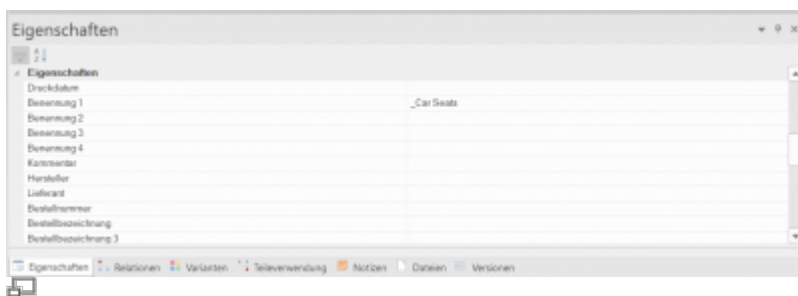 Eigenschaften
Eigenschaften
Druckdatum
Benennung 1 _Car Seats
Benennung 2
Benennung 3
Benennung 4
Kommentar
Hersteller
Lieferant
Bestellnummer
Bestellbezeichnung
Bestellbezeichnung 3
Eigenschaften Relationen Varianten Teileverwendung Notizen Dateien Versionen